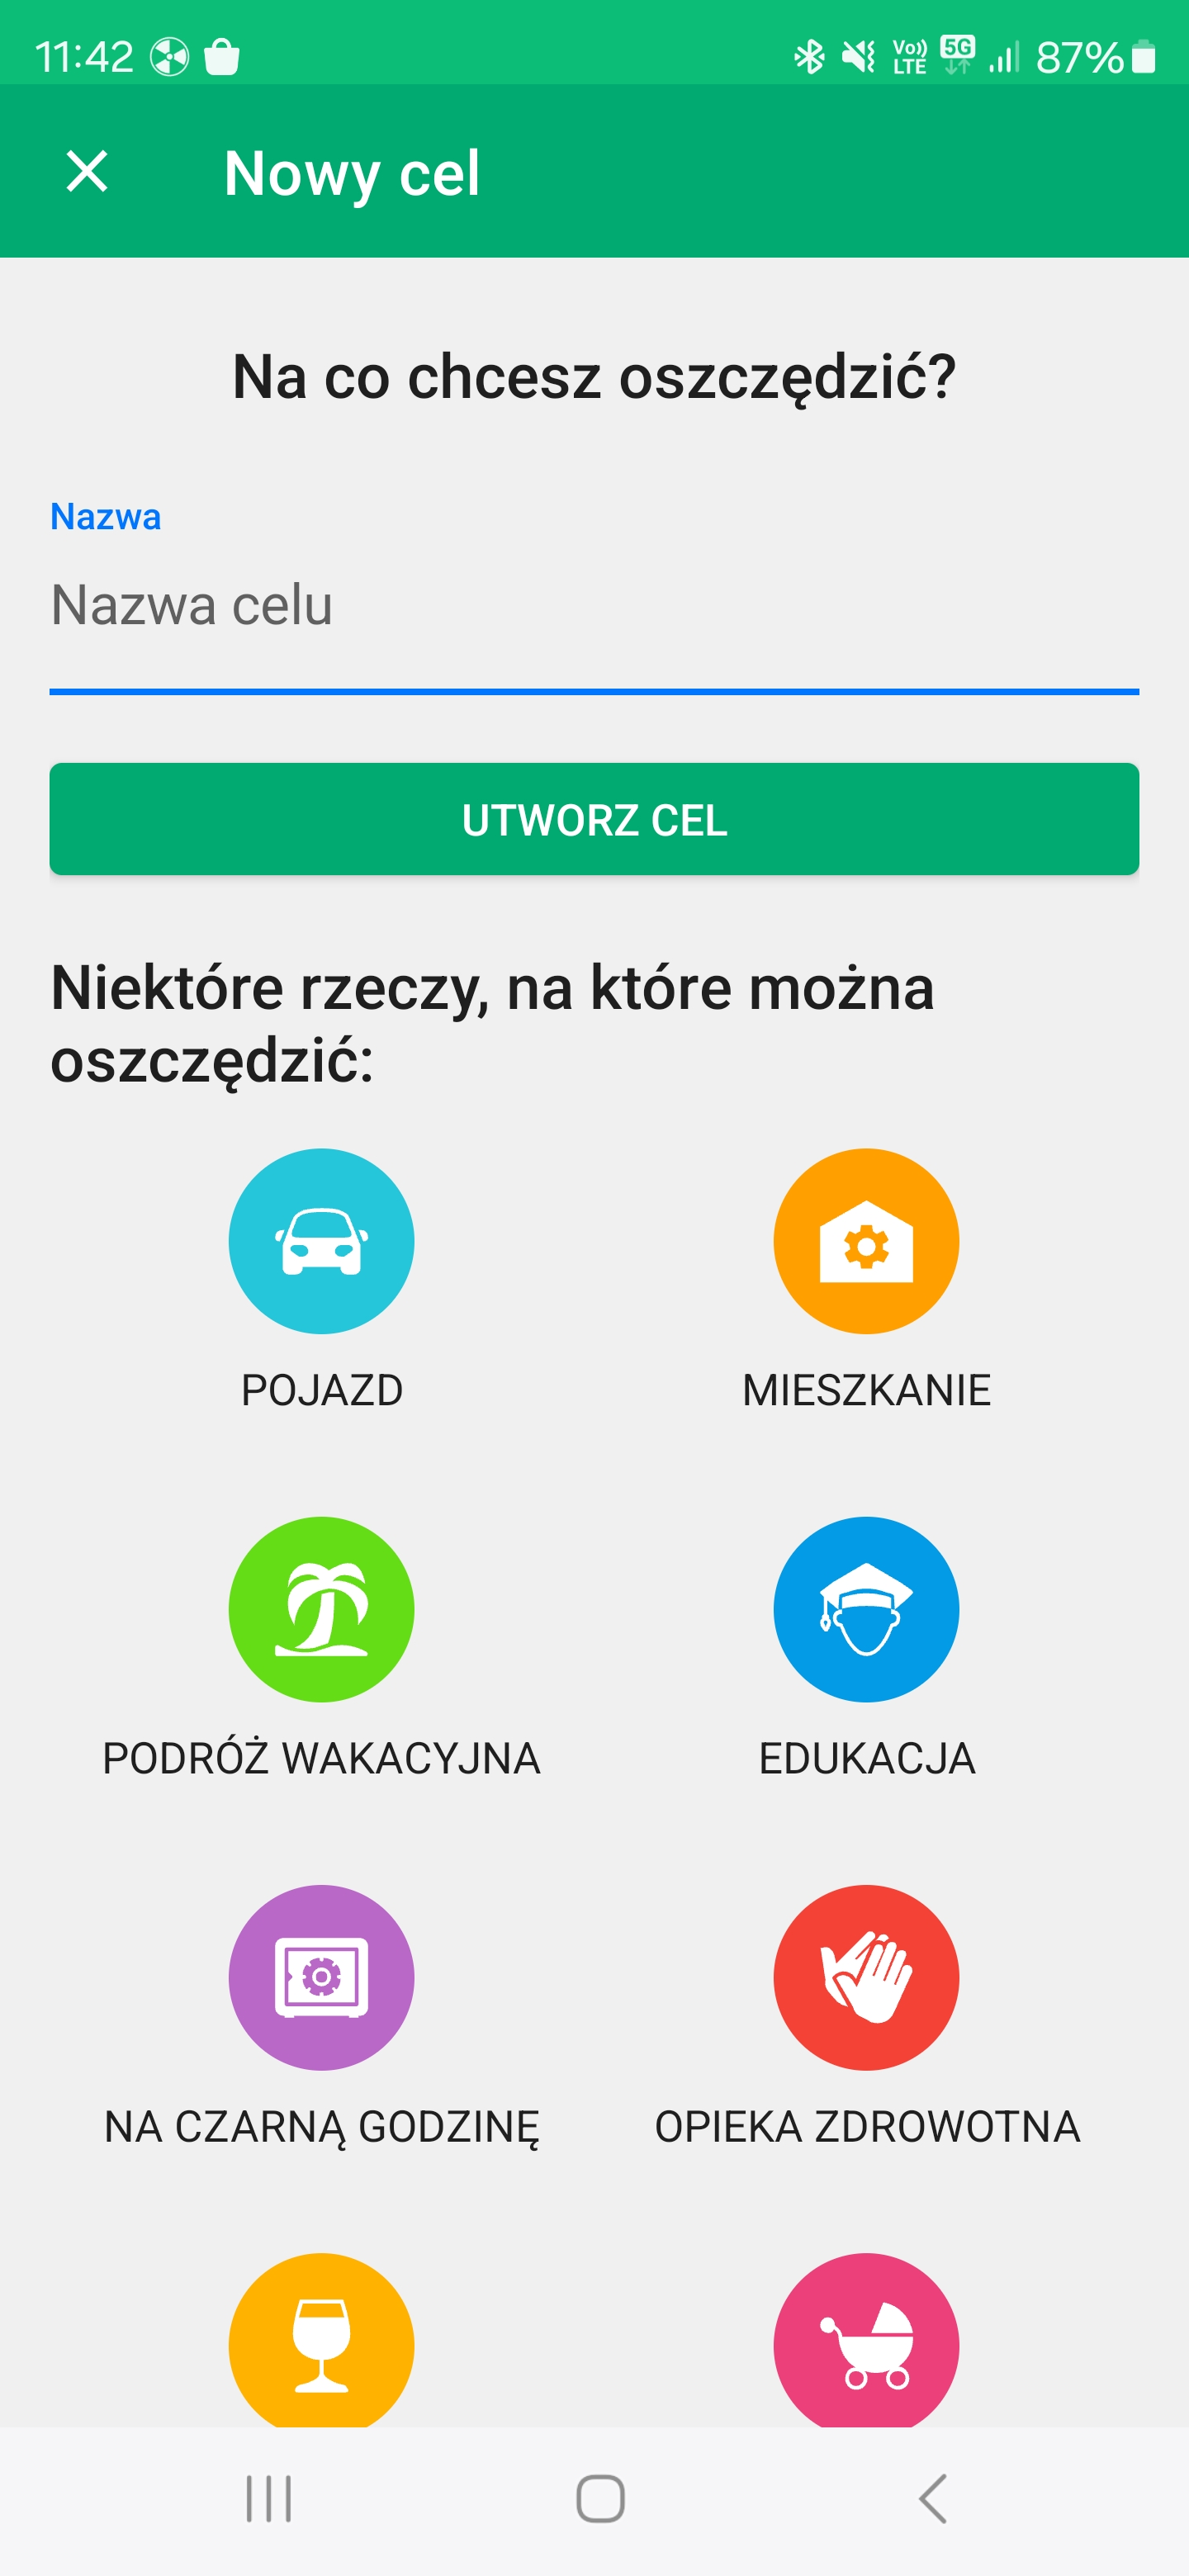 11:42 Vo)) LTE 5G 87%
Nowy cel
Na co chcesz oszczędzić?
Nazwa
Nazwa celu
UTWORZ CEL
Niektóre rzeczy, na które można
oszczędzić:
POJAZD MIESZKANIE
PODRÓŻ WAKACYJNA EDUKACJA
NA CZARNĄ GODZINĘ OPIEKA ZDROWOTNA